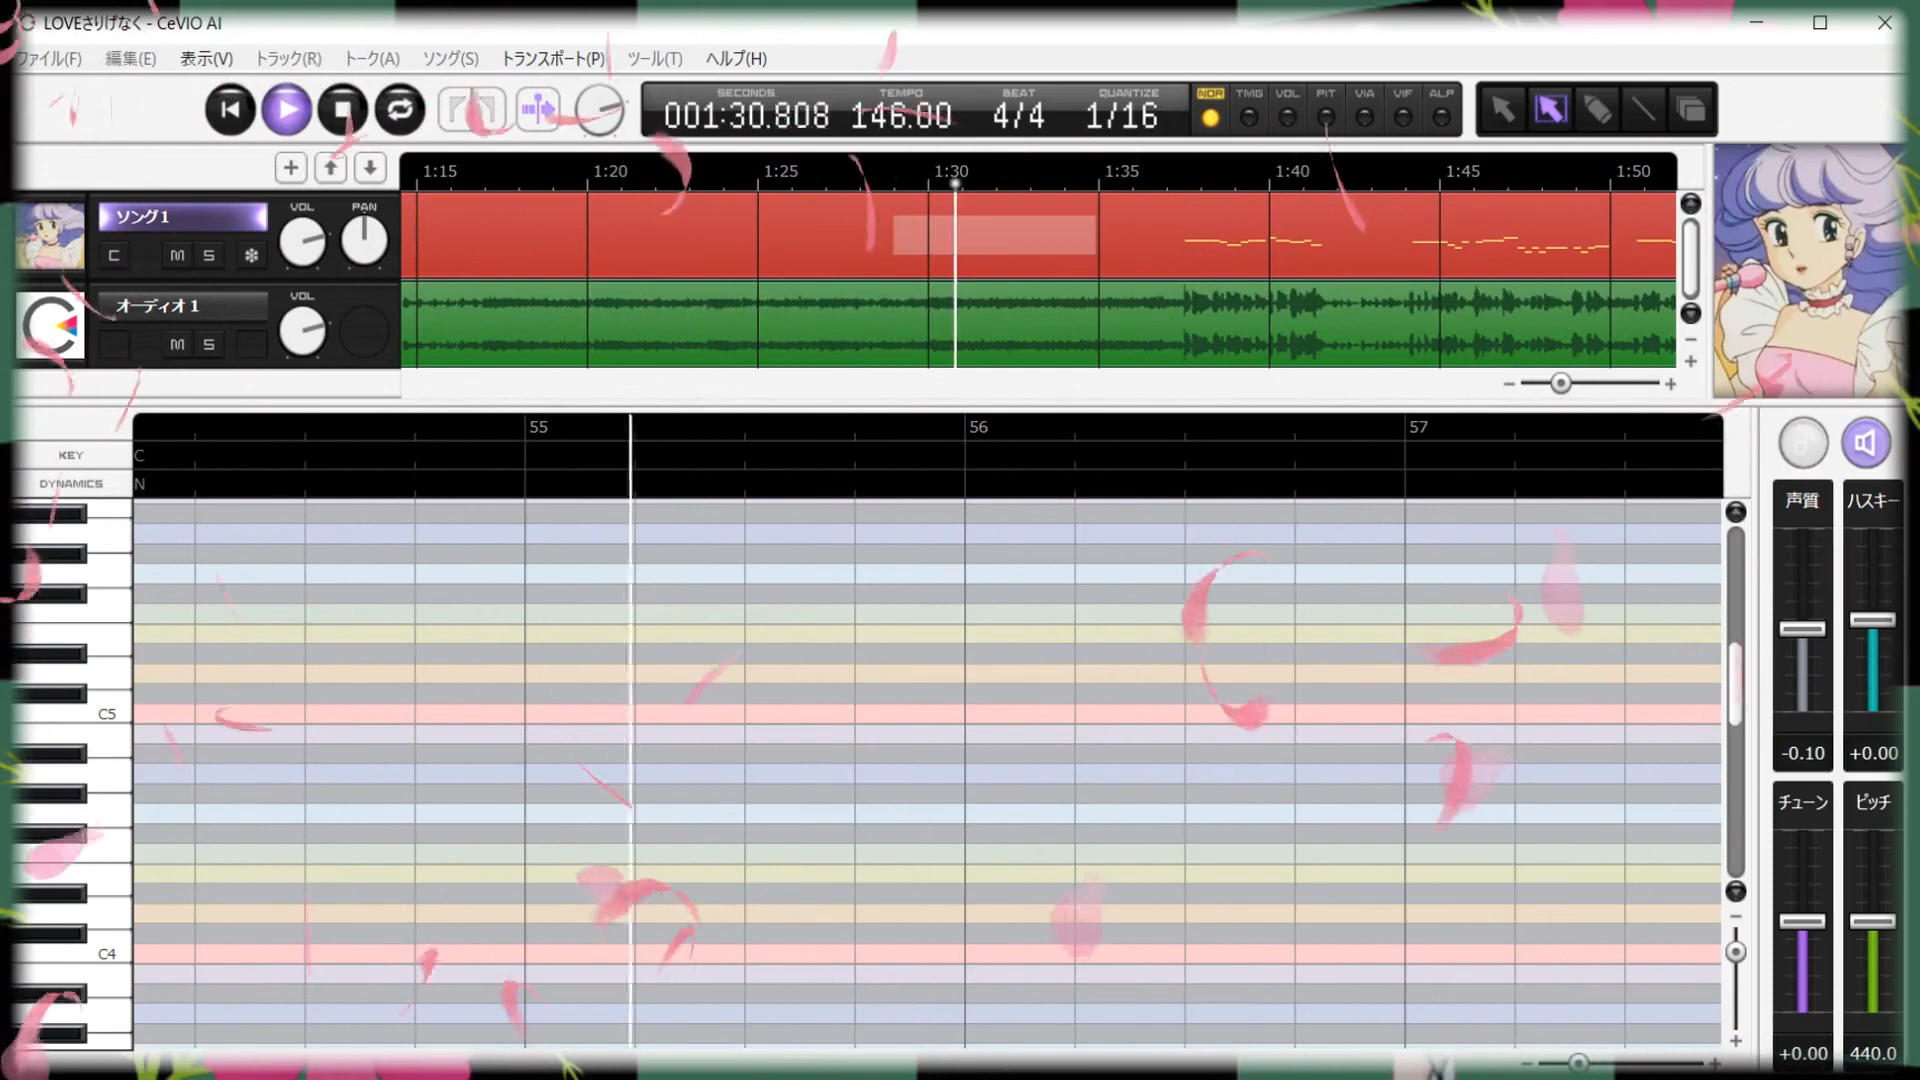 LOVEさりげなく - CeVIO AI
ファイル(F) 編集(E) 表示(V) トラック(R) トーク(A) ソング(S) トランスポート(P) ツール(T) ヘルプ(H)
SECONDS TEMPO BEAT QUANTIZE NOR TMG VOL PIT VIA VIF ALP
001:30.808 146.00 4/4 1/16
1:15 1:20 1:25 1:30 1:35 1:40 1:45 1:50
ソング1 VOL PAN
C M S
オーディオ1 VOL
M S
55 56 57
KEY C
DYNAMICS N
声質 ハスキー
C5
-0.10 +0.00
チューン ピッチ
C4
+0.00 440.0